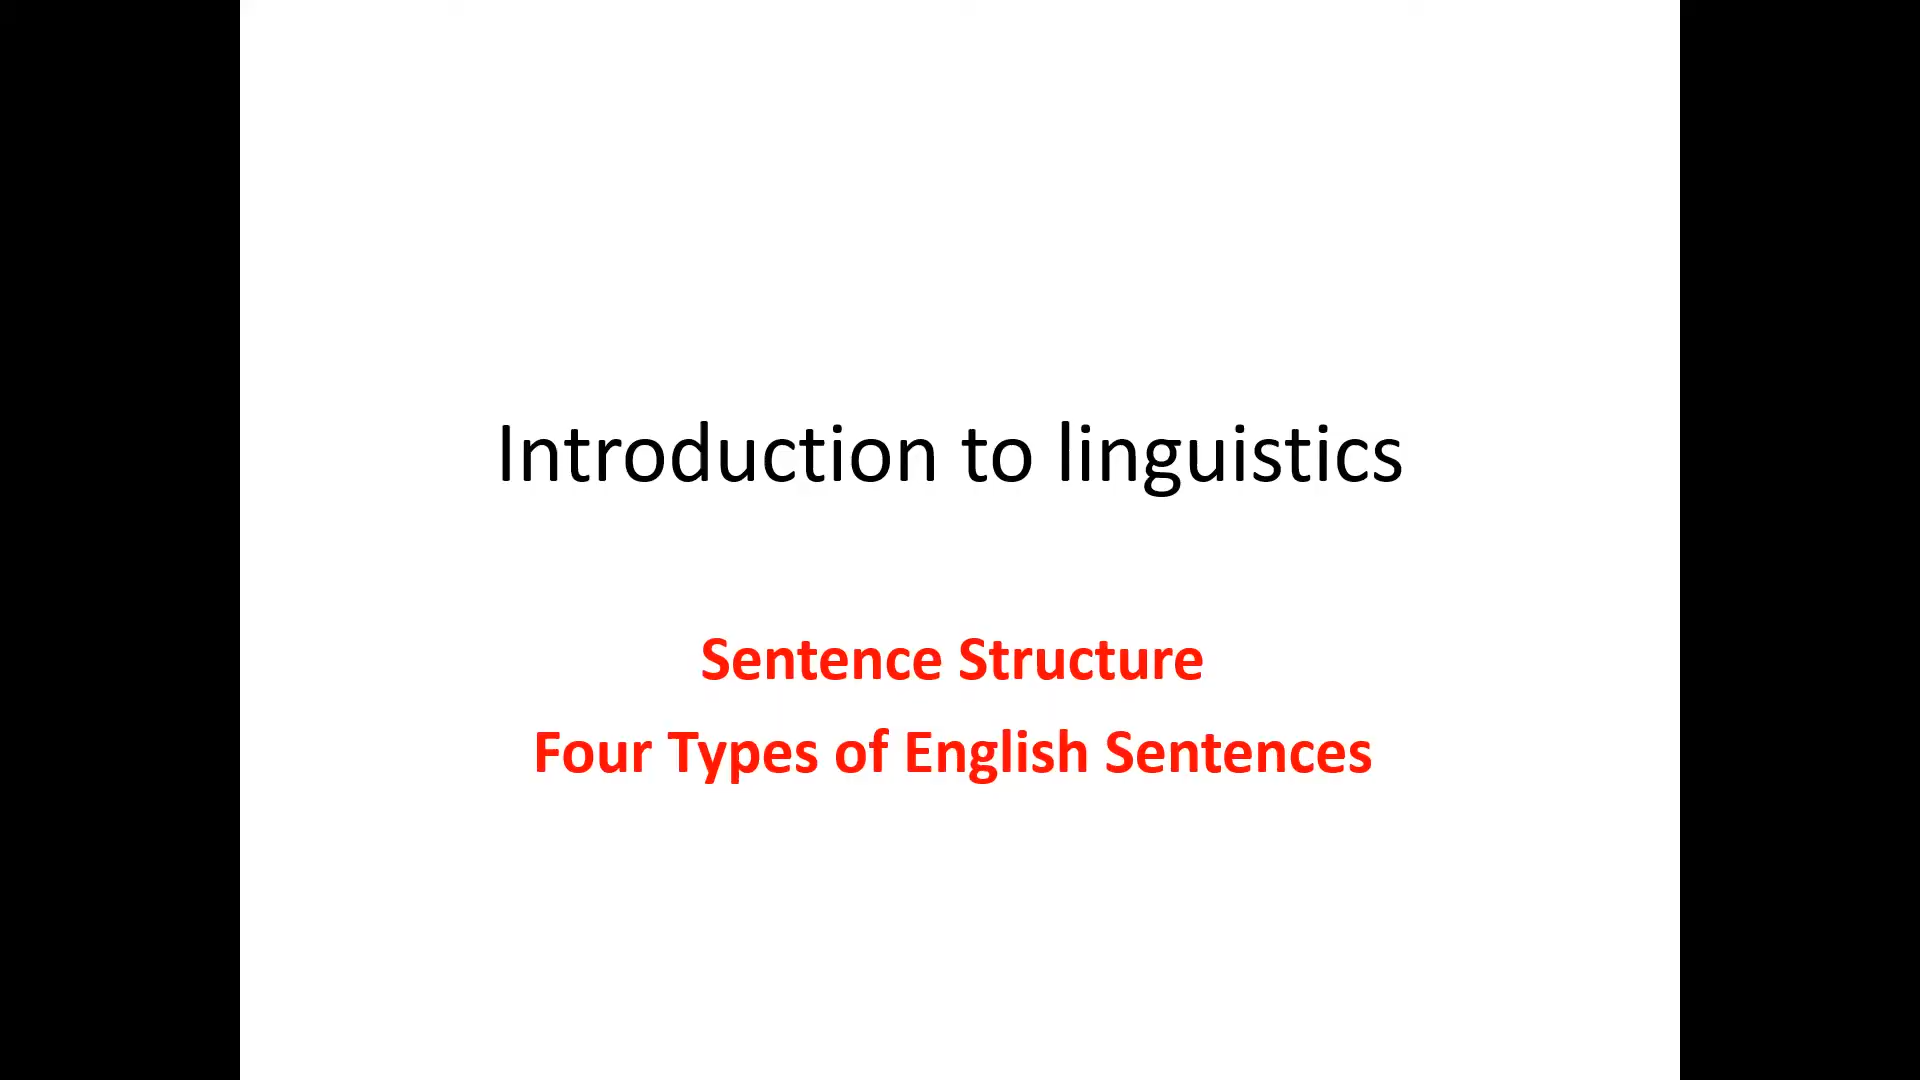 Introduction to linguistics
Sentence Structure
Four Types of English Sentences